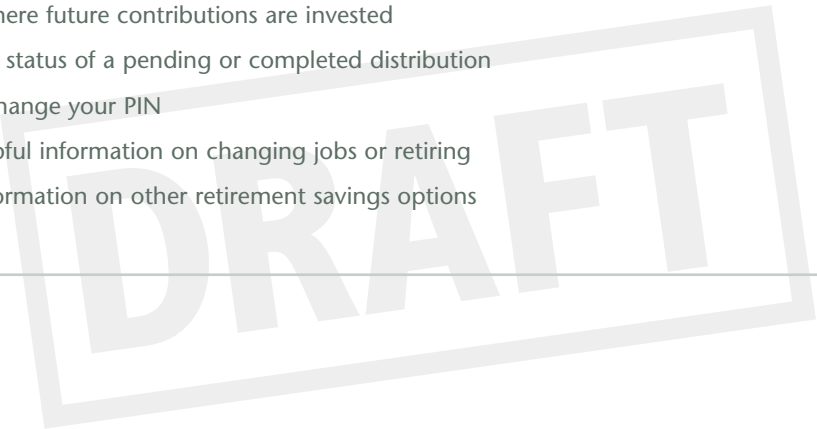 here future contributions are invested
status of a pending or completed distribution
hange your PIN
pful information on changing jobs or retiring
ormation on other retirement savings options
DRAFT